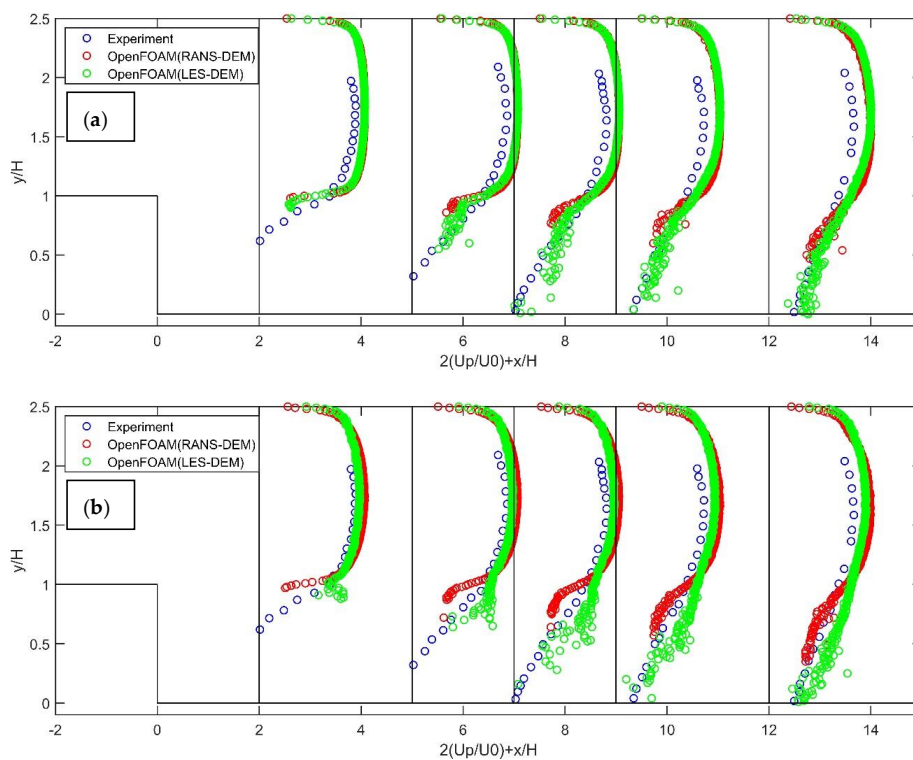 2.5
2
1.5
1
0.5
0
y/H
Experiment
OpenFOAM(RANS-DEM)
OpenFOAM(LES-DEM)
(a)
-2 0 2 4 6 8 10 12 14
2(Up/U0)+x/H
2.5
2
1.5
1
0.5
0
y/H
Experiment
OpenFOAM(RANS-DEM)
OpenFOAM(LES-DEM)
(b)
-2 0 2 4 6 8 10 12 14
2(Up/U0)+x/H